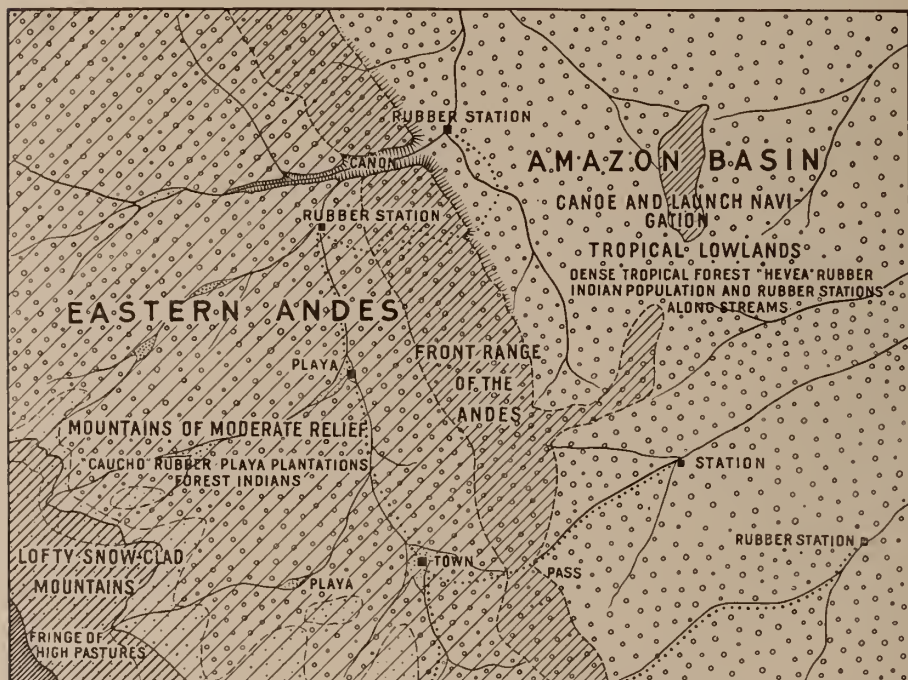 RUBBER STATION
CANON
AMAZON BASIN
CANOE AND LAUNCH NAVI-
GATION
RUBBER STATION
TROPICAL LOWLANDS
DENSE TROPICAL FOREST "HEVEA" RUBBER
INDIAN POPULATION AND RUBBER STATIONS
ALONG STREAMS
EASTERN ANDES
FRONT RANGE
OF THE
ANDES
PLAYA
MOUNTAINS OF MODERATE RELIEF
"CAUCHO" RUBBER PLAYA PLANTATIONS
FOREST INDIANS
STATION
RUBBER STATION
LOFTY SNOW-CLAD
MOUNTAINS
TOWN
PASS
PLAYA
FRINGE OF
HIGH PASTURES